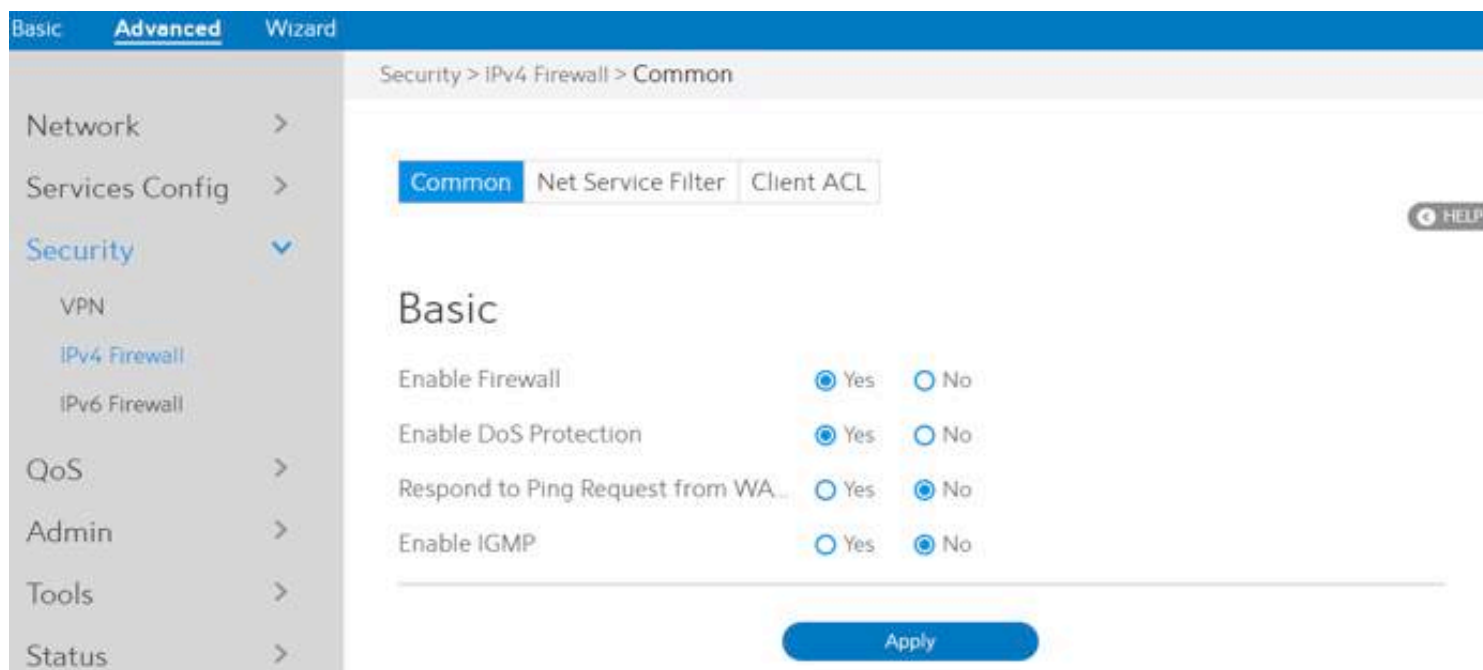 Basic Advanced Wizard
Security > IPv4 Firewall > Common
Network >
Services Config >
Security
VPN
IPv4 Firewall
IPv6 Firewall
QoS >
Admin >
Tools >
Status >
Common Net Service Filter Client ACL
HELP
Basic
Enable Firewall Yes No
Enable DoS Protection Yes No
Respond to Ping Request from WA... Yes No
Enable IGMP Yes No
Apply